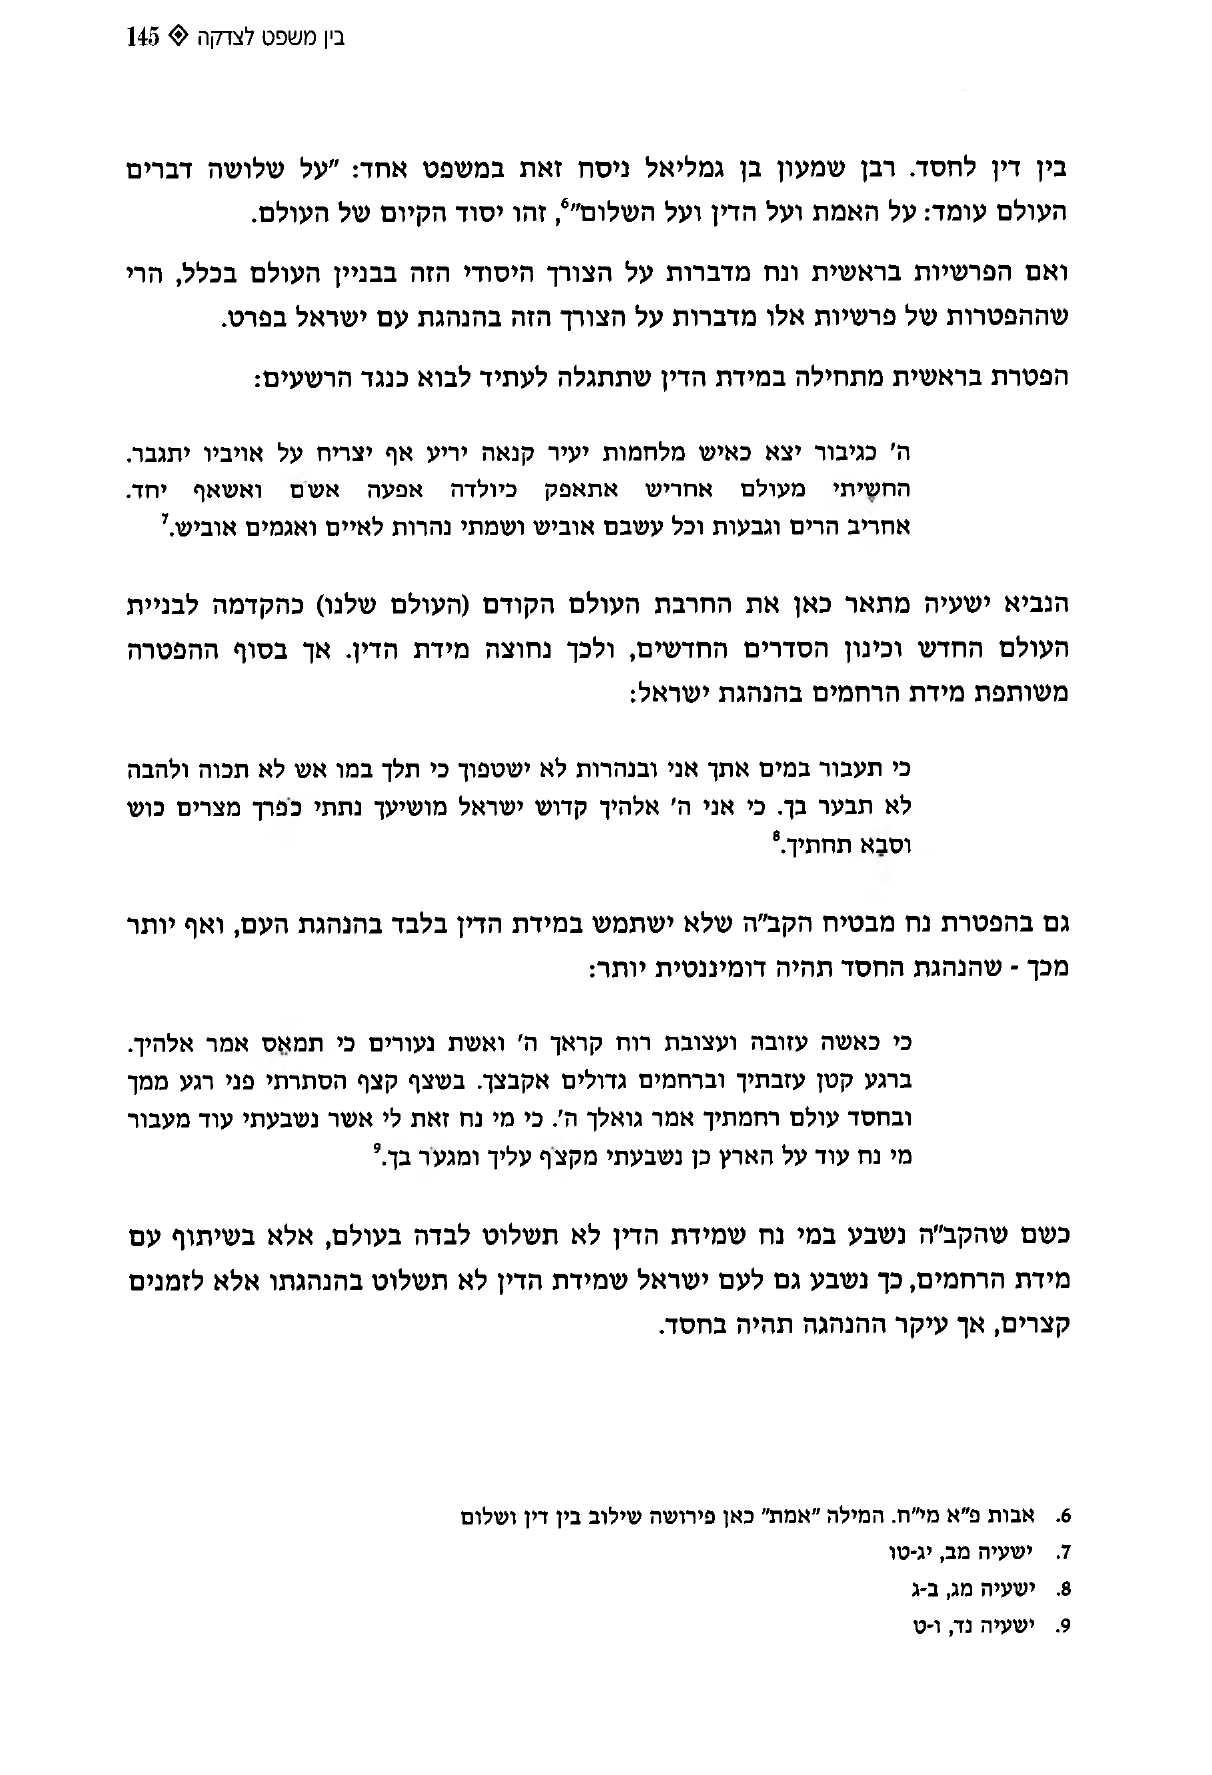 בין משפט לצדקה ◈ 145
בין דין לחסד. רבן שמעון בן גמליאל ניסח זאת במשפט אחד: "על שלושה דברים
העולם עומד: על האמת ועל הדין ועל השלום"6, זהו יסוד הקיום של העולם.
ואם הפרשיות בראשית ונח מדברות על הצורך היסודי הזה בבניין העולם בכלל, הרי
שההפטרות של פרשיות אלו מדברות על הצורך הזה בהנהגת עם ישראל בפרט.
הפטרת בראשית מתחילה במידת הדין שתתגלה לעתיד לבוא כנגד הרשעים:
ה' כגיבור יצא כאיש מלחמות יעיר קנאה יריע אף יצריח על אויביו יתגבר.
החשיתי מעולם אחריש אתאפק כיולדה אפעה אשם ואשאף יחד.
אחריב הרים וגבעות וכל עשבם אוביש ושמתי נהרות לאיים ואגמים אוביש.7
הנביא ישעיה מתאר כאן את החרבת העולם הקודם (העולם שלנו) כהקדמה לבניית
העולם החדש וכינון הסדרים החדשים, ולכך נחוצה מידת הדין. אך בסוף ההפטרה
משותפת מידת הרחמים בהנהגת ישראל:
כי תעבור במים אתך אני ובנהרות לא ישטפוך כי תלך במו אש לא תכוה ולהבה
לא תבער בך. כי אני ה' אלהיך קדוש ישראל מושיעך נתתי כפרך מצרים כוש
וסבא תחתיך.8
גם בהפטרת נח מבטיח הקב"ה שלא ישתמש במידת הדין בלבד בהנהגת העם, ואף יותר
מכך - שהנהגת החסד תהיה דומיננטית יותר:
כי כאשה עזובה ועצובת רוח קראך ה' ואשת נעורים כי תמאס אמר אלהיך.
ברגע קטן עזבתיך וברחמים גדולים אקבצך. בשצף קצף הסתרתי פני רגע ממך
ובחסד עולם רחמתיך אמר גואלך ה'. כי מי נח זאת לי אשר נשבעתי עוד מעבור
מי נח עוד על הארץ כן נשבעתי מקצף עליך ומגער בך.9
כשם שהקב"ה נשבע במי נח שמידת הדין לא תשלוט לבדה בעולם, אלא בשיתוף עם
מידת הרחמים, כך נשבע גם לעם ישראל שמידת הדין לא תשלוט בהנהגתו אלא לזמנים
קצרים, אך עיקר ההנהגה תהיה בחסד.
6. אבות פ"א מי"ח. המילה "אמת" כאן פירושה שילוב בין דין ושלום
7. ישעיה מב, יג-טו
8. ישעיה מג, ב-ג
9. ישעיה נד, ו-ט